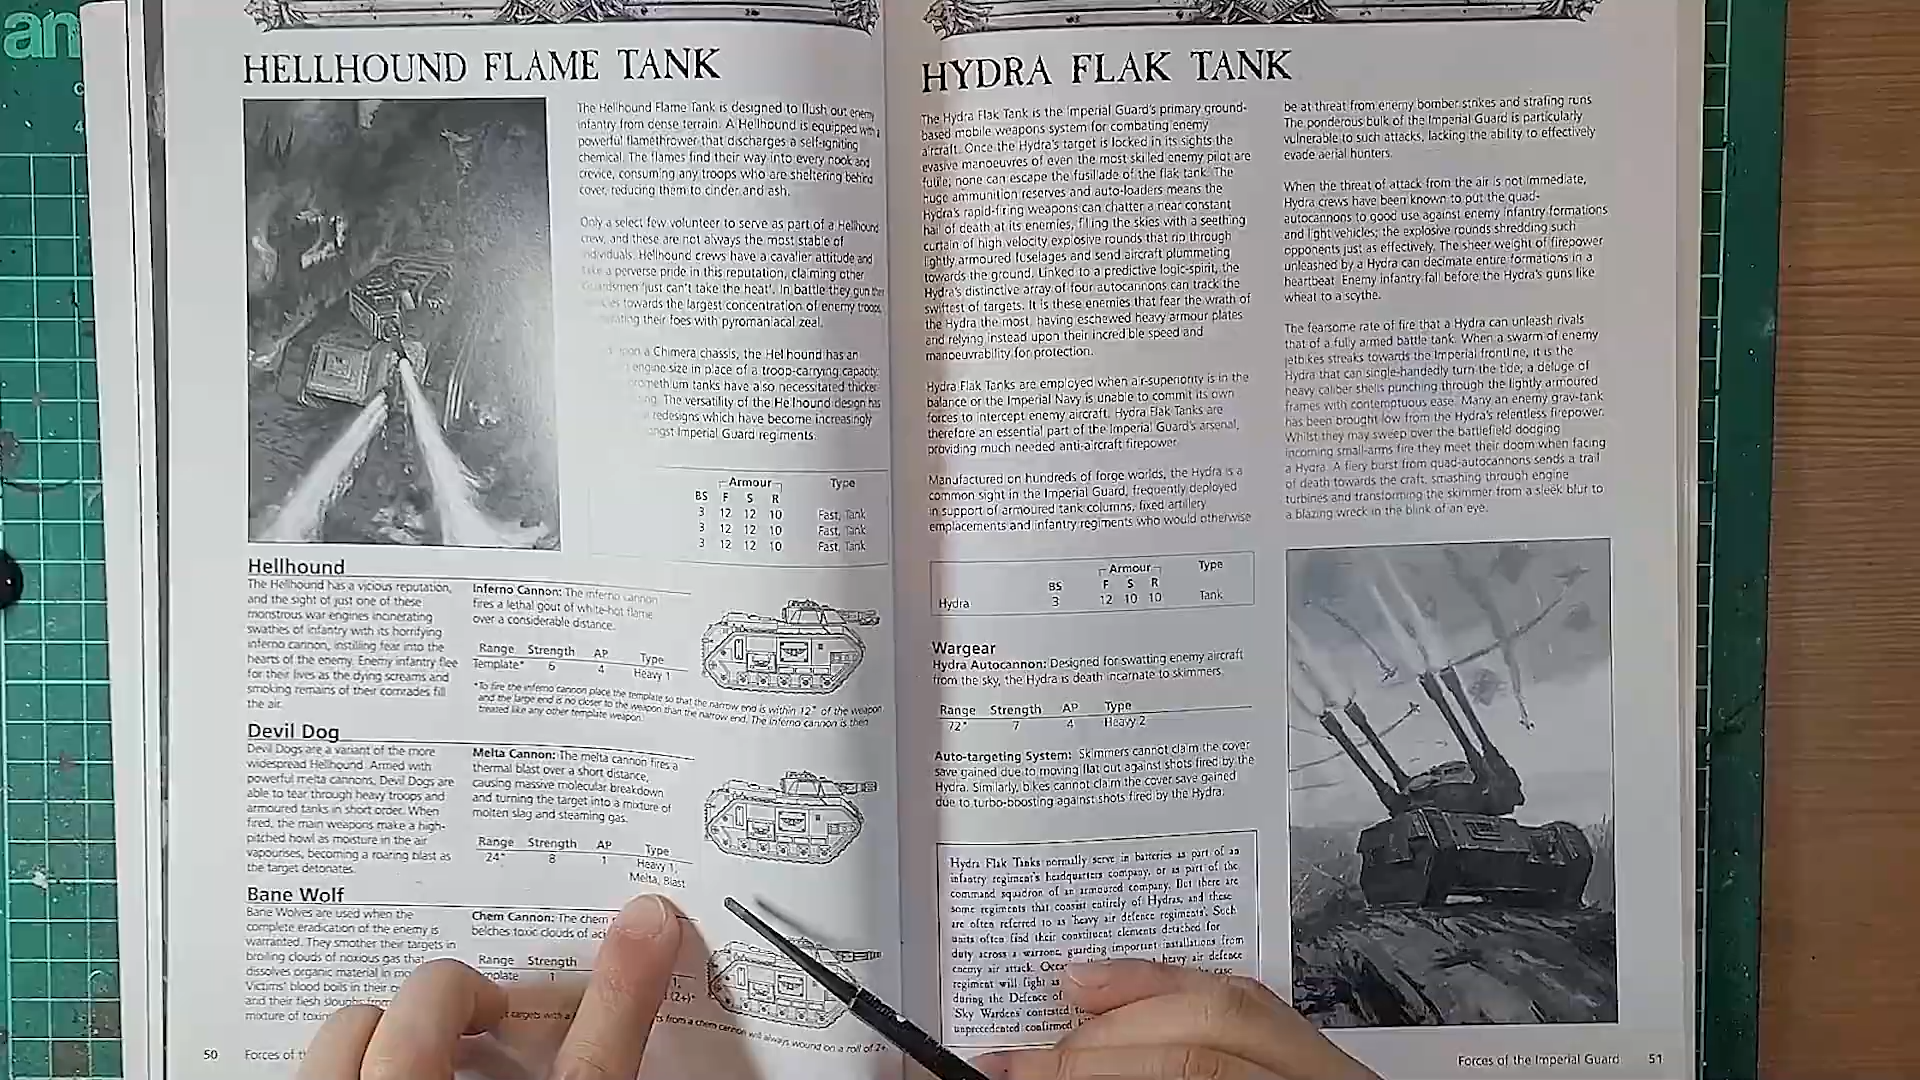 an
HELLHOUND FLAME TANK
The Hellhound Flame Tank is designed to flush out enemy
infantry from dense terrain. A Hellhound is equipped with a
powerful flamethrower that discharges a self-igniting
chemical. The flames find their way into every nook and
crevice, consuming any troops who are sheltering behind
cover, reducing them to cinder and ash.
Only a select few volunteer to serve as part of a Hellhound
crew, and these are not always the most stable of
individuals. Hellhound crews have a cavalier attitude and
take a perverse pride in this reputation, claiming other
Guardsmen 'just can't take the heat'. In battle they gun their
towards the largest concentration of enemy troops,
their foes with pyromaniacal zeal.
upon a Chimera chassis, the Hellhound has an
engine size in place of a troop-carrying capacity.
promethium tanks have also necessitated thicker
The versatility of the Hellhound design has
redesigns which have become increasingly
amongst Imperial Guard regiments.
Armour Type
BS F S R
3 12 12 10 Fast, Tank
3 12 12 10 Fast, Tank
3 12 12 10 Fast, Tank
Hellhound
The Hellhound has a vicious reputation,
and the sight of just one of these
monstrous war engines incinerating
swathes of infantry with its horrifying
inferno cannon, instilling fear into the
hearts of the enemy. Enemy infantry flee
for their lives as the dying screams and
smoking remains of their comrades fill
the air.
Inferno Cannon: The inferno cannon
fires a lethal gout of white-hot flame
over a considerable distance.
Range Strength AP Type
Template* 6 4 Heavy 1
*To fire the inferno cannon place the template so that the narrow end is within 12" of the weapon
and the large end is no closer to the weapon than the narrow end. The inferno cannon is then
treated like any other template weapon.
Devil Dog
Devil Dogs are a variant of the more
widespread Hellhound. Armed with
powerful melta cannons, Devil Dogs are
able to tear through heavy troops and
armoured tanks in short order. When
fired, the main weapons make a high-
pitched howl as moisture in the air
vapourises, becoming a roaring blast as
the target detonates.
Melta Cannon: The melta cannon fires a
thermal blast over a short distance,
causing massive molecular breakdown
and turning the target into a mixture of
molten slag and steaming gas.
Range Strength AP Type
24" 8 1 Heavy 1,
Melta, Blast
Bane Wolf
Bane Wolves are used when the
complete eradication of the enemy is
warranted. They smother their targets in
broiling clouds of noxious gas that
dissolves organic material in
Victims' blood boils in their
and their flesh sloughs from
mixture of
Chem Cannon: The chem
belches toxic clouds of
Range Strength
1
(2+)*
targets with a
from a chem cannon will always wound on a roll of 2+.
50 Forces of
HYDRA FLAK TANK
The Hydra Flak Tank is the Imperial Guard's primary ground-
based mobile weapons system for combating enemy
aircraft. Once the Hydra's target is locked in its sights the
evasive manoeuvres of even the most skilled enemy pilot are
futile; none can escape the fusillade of the flak tank. The
huge ammunition reserves and auto-loaders means the
Hydra's rapid-firing weapons can chatter a near constant
hail of death at its enemies, filling the skies with a seething
curtain of high velocity explosive rounds that rip through
lightly armoured fuselages and send aircraft plummeting
towards the ground. Linked to a predictive logic-spirit, the
Hydra's distinctive array of four autocannons can track the
swiftest of targets. It is these enemies that fear the wrath of
the Hydra the most, having eschewed heavy armour plates
and relying instead upon their incredible speed and
manoeuvrability for protection.
Hydra Flak Tanks are employed when air-superiority is in the
balance or the Imperial Navy is unable to commit its own
forces to intercept enemy aircraft. Hydra Flak Tanks are
therefore an essential part of the Imperial Guard's arsenal,
providing much needed anti-aircraft firepower.
Manufactured on hundreds of forge worlds, the Hydra is a
common sight in the Imperial Guard, frequently deployed
in support of armoured tank columns, fixed artillery
emplacements and infantry regiments who would otherwise
be at threat from enemy bomber strikes and strafing runs.
The ponderous bulk of the Imperial Guard is particularly
vulnerable to such attacks, lacking the ability to effectively
evade aerial hunters.
When the threat of attack from the air is not immediate,
Hydra crews have been known to put the quad-
autocannons to good use against enemy infantry formations
and light vehicles; the explosive rounds shredding such
opponents just as effectively. The sheer weight of firepower
unleashed by a Hydra can decimate entire formations in a
heartbeat. Enemy infantry fall before the Hydra's guns like
wheat to a scythe.
The fearsome rate of fire that a Hydra can unleash rivals
that of a fully armed battle tank. When a swarm of enemy
jetbikes streaks towards the Imperial frontline, it is the
Hydra that can single-handedly turn the tide; a deluge of
heavy caliber shells punching through the lightly armoured
frames with contemptuous ease. Many an enemy grav-tank
has been brought low from the Hydra's relentless firepower.
Whilst they may sweep over the battlefield dodging
incoming small-arms fire they meet their doom when facing
a Hydra. A fiery burst from quad-autocannons sends a trail
of death towards the craft, smashing through engine
turbines and transforming the skimmer from a sleek blur to
a blazing wreck in the blink of an eye.
Armour Type
BS F S R
Hydra 3 12 10 10 Tank
Wargear
Hydra Autocannon: Designed for swatting enemy aircraft
from the sky, the Hydra is death incarnate to skimmers.
Range Strength AP Type
72" 7 4 Heavy 2
Auto-targeting System: Skimmers cannot claim the cover
save gained due to moving flat out against shots fired by the
Hydra. Similarly, bikes cannot claim the cover save gained
due to turbo-boosting against shots fired by the Hydra.
Hydra Flak Tanks normally serve in batteries as part of an
infantry regiment's headquarters company, or as part of the
command squadron of an armoured company. But there are
some regiments that consist entirely of Hydras, and these
are often referred to as 'heavy air defence regiments'. Such
units often find their constituent elements detached for
duty across a warzone, guarding important installations from
enemy air attack. heavy air defence
regiment will fight as the case
during the Defence of
'Sky Wardens' contested
unprecedented confirmed
Forces of the Imperial Guard 51